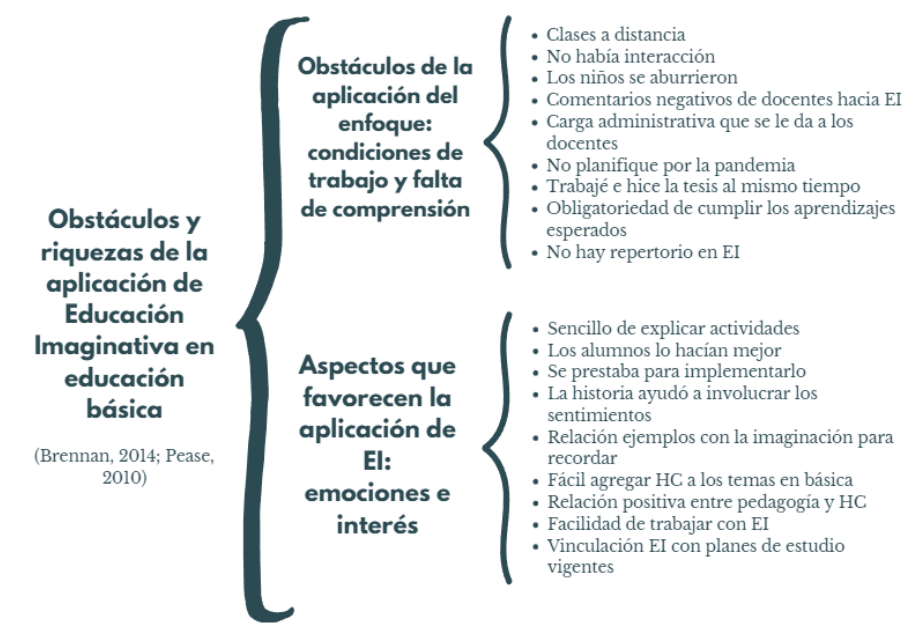 Obstáculos y
riquezas de la
aplicación de
Educación
Imaginativa en
educación
básica
(Brennan, 2014; Pease,
2010)
Obstáculos de la
aplicación del
enfoque:
condiciones de
trabajo y falta
de comprensión
• Clases a distancia
• No había interacción
• Los niños se aburrieron
• Comentarios negativos de docentes hacia EI
• Carga administrativa que se le da a los
docentes
• No planifique por la pandemia
• Trabajé e hice la tesis al mismo tiempo
• Obligatoriedad de cumplir los aprendizajes
esperados
• No hay repertorio en EI
Aspectos que
favorecen la
aplicación de
EI:
emociones e
interés
• Sencillo de explicar actividades
• Los alumnos lo hacían mejor
• Se prestaba para implementarlo
• La historia ayudó a involucrar los
sentimientos
• Relación ejemplos con la imaginación para
recordar
• Fácil agregar HC a los temas en básica
• Relación positiva entre pedagogía y HC
• Facilidad de trabajar con EI
• Vinculación EI con planes de estudio
vigentes